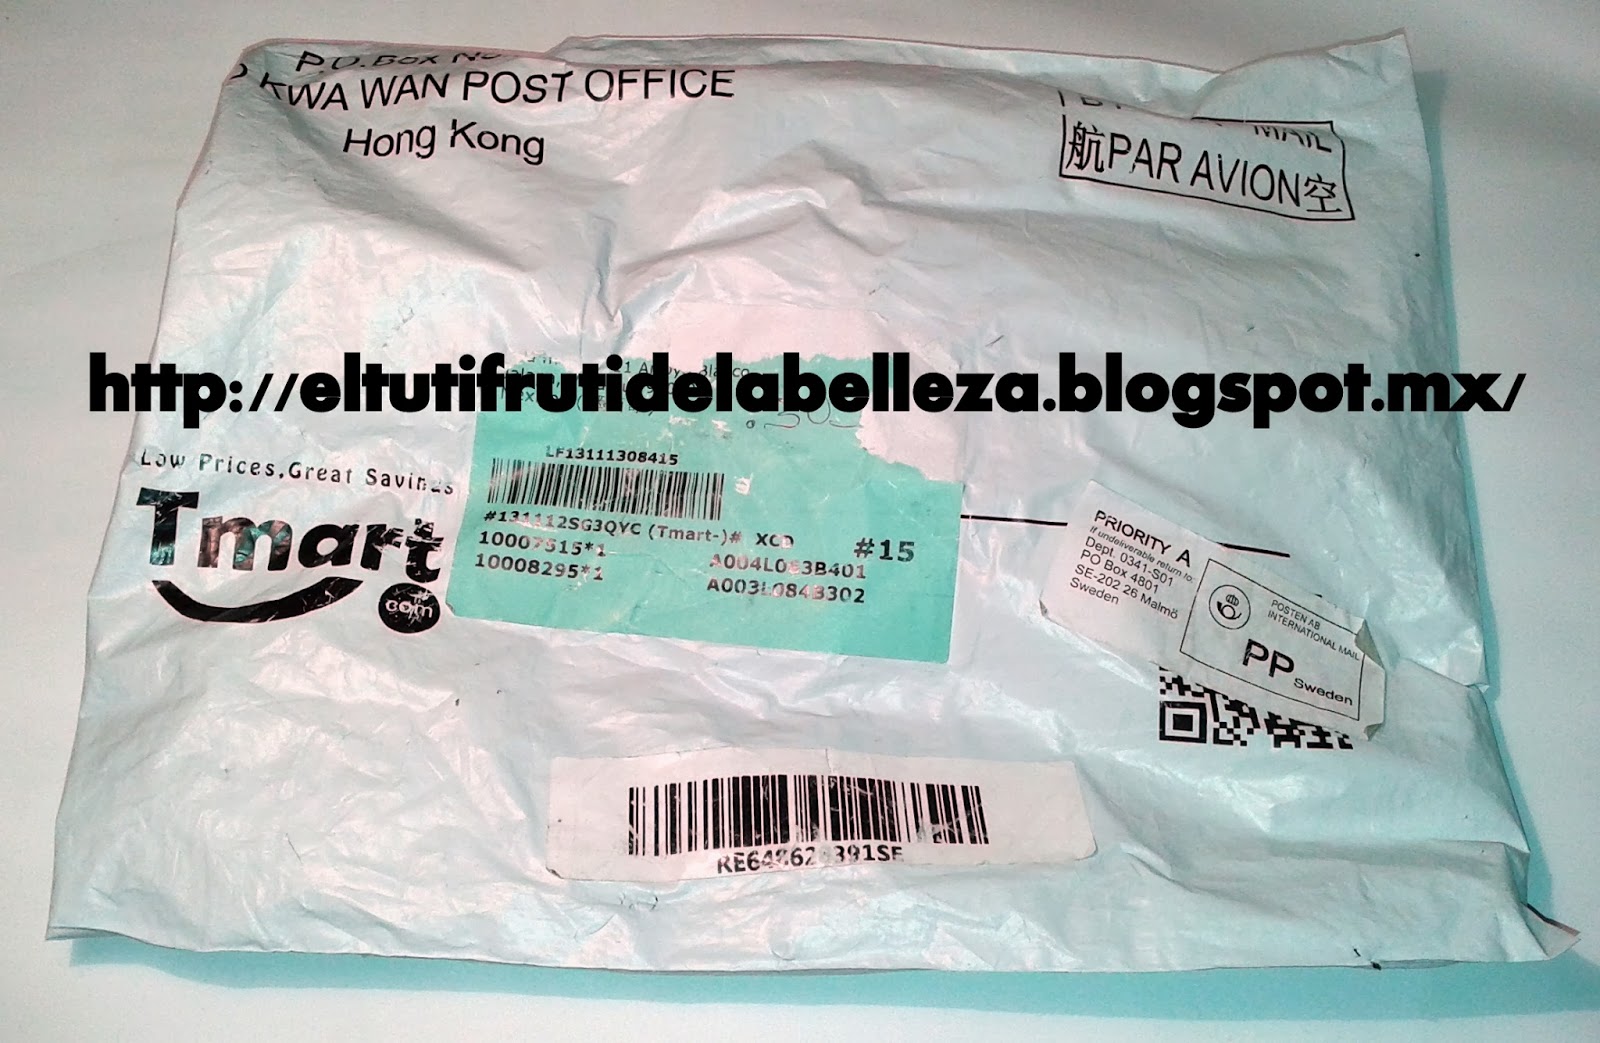 P.O.Box
KWA WAN POST OFFICE
Hong Kong
MAIL
航PAR AVION空
http://eltutifrutidelabelleza.blogspot.mx/
Low Prices,Great Savings
Tmart
com
LF13111308415
#131112SG3QYC (Tmart-)# XCD
#15
10007515*1
A004L083B401
10008295*1
A003L084B302
PRIORITY A
If undeliverable return to:
Dept. 0341-S01
PO Box 4801
SE-202 26 Malmö
Sweden
POSTEN AB
INTERNATIONAL MAIL
PP
Sweden